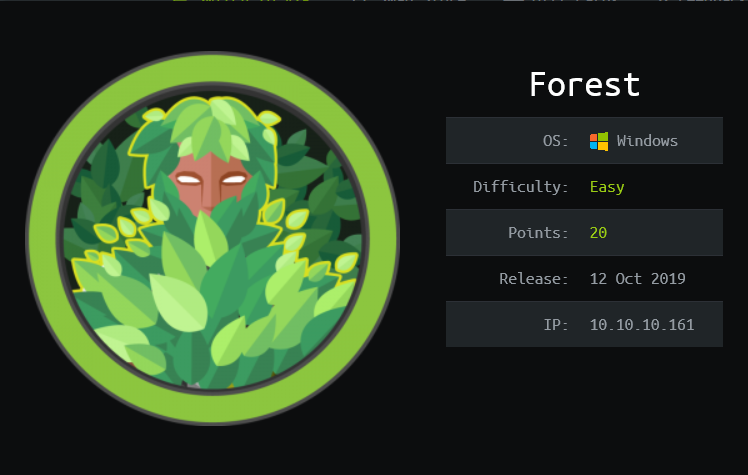 Forest
OS: Windows
Difficulty: Easy
Points: 20
Release: 12 Oct 2019
IP: 10.10.10.161